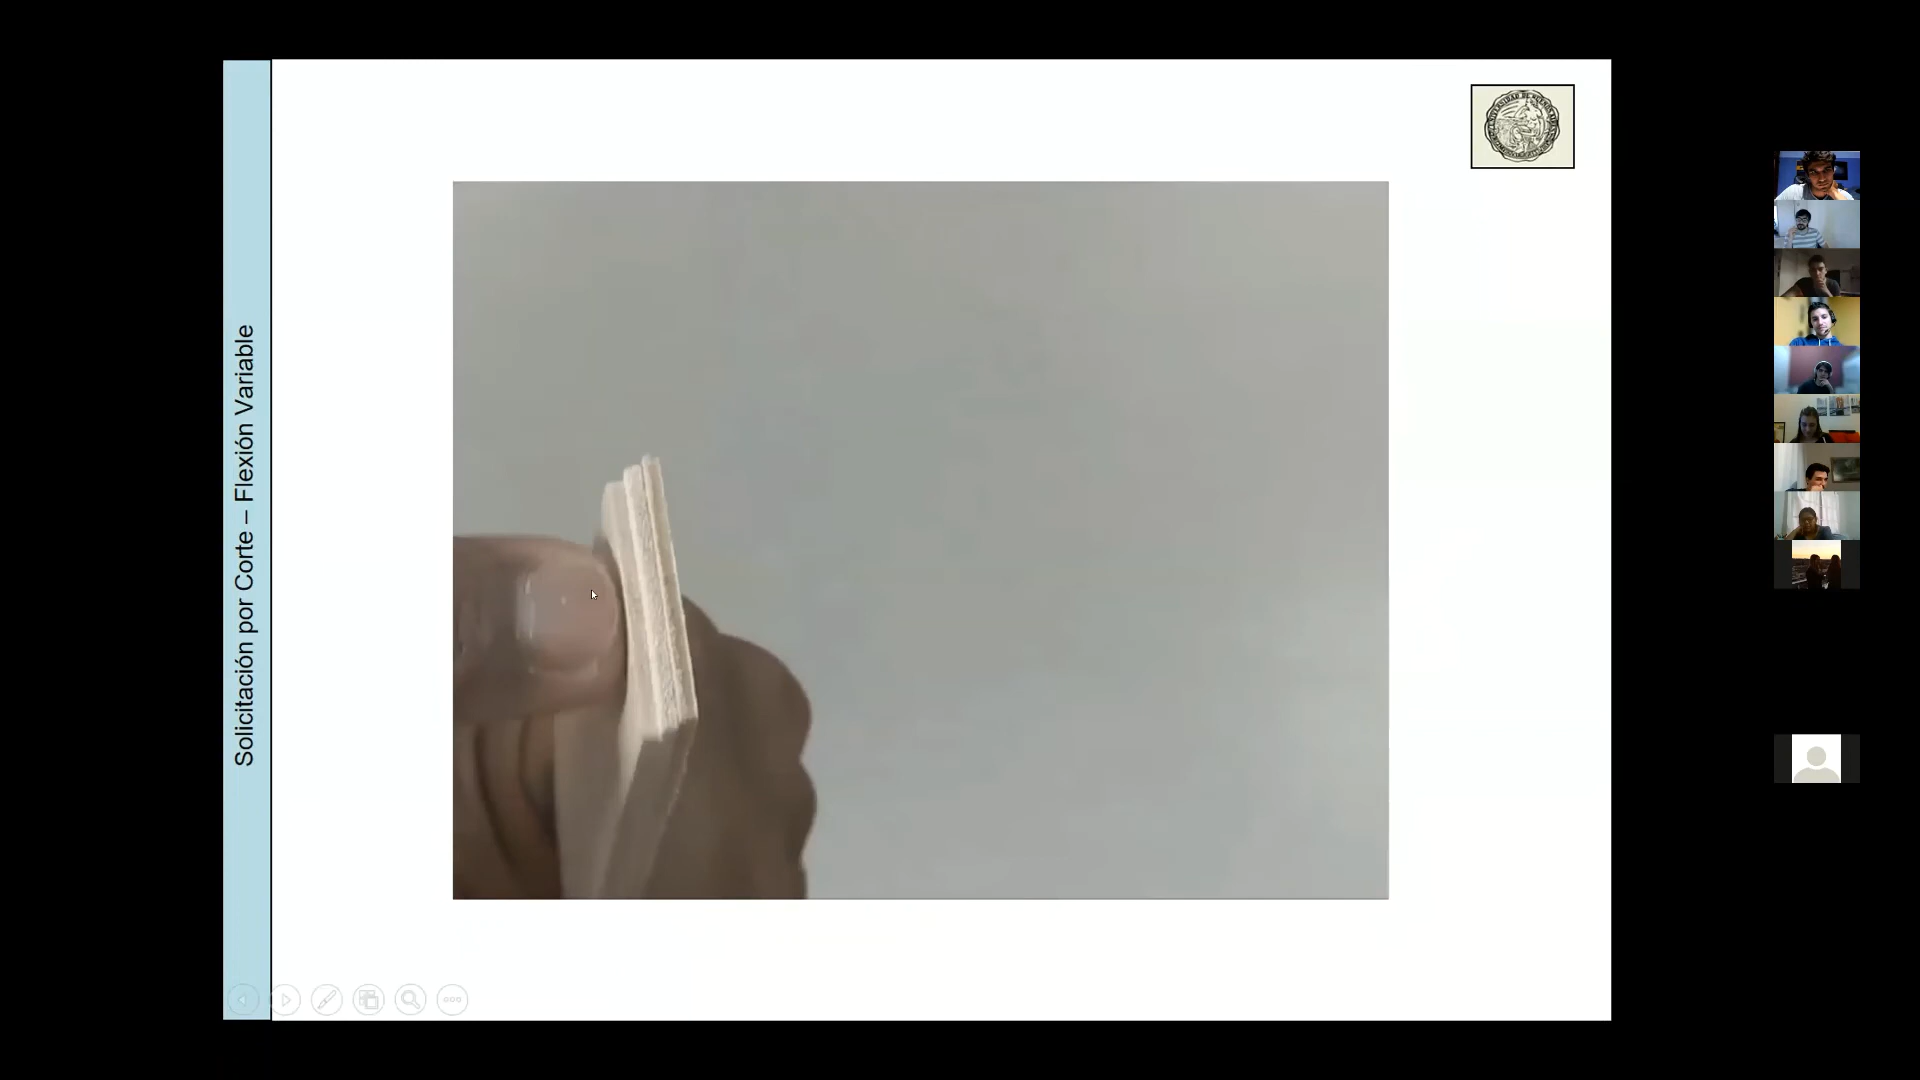 Solicitación por Corte – Flexión Variable